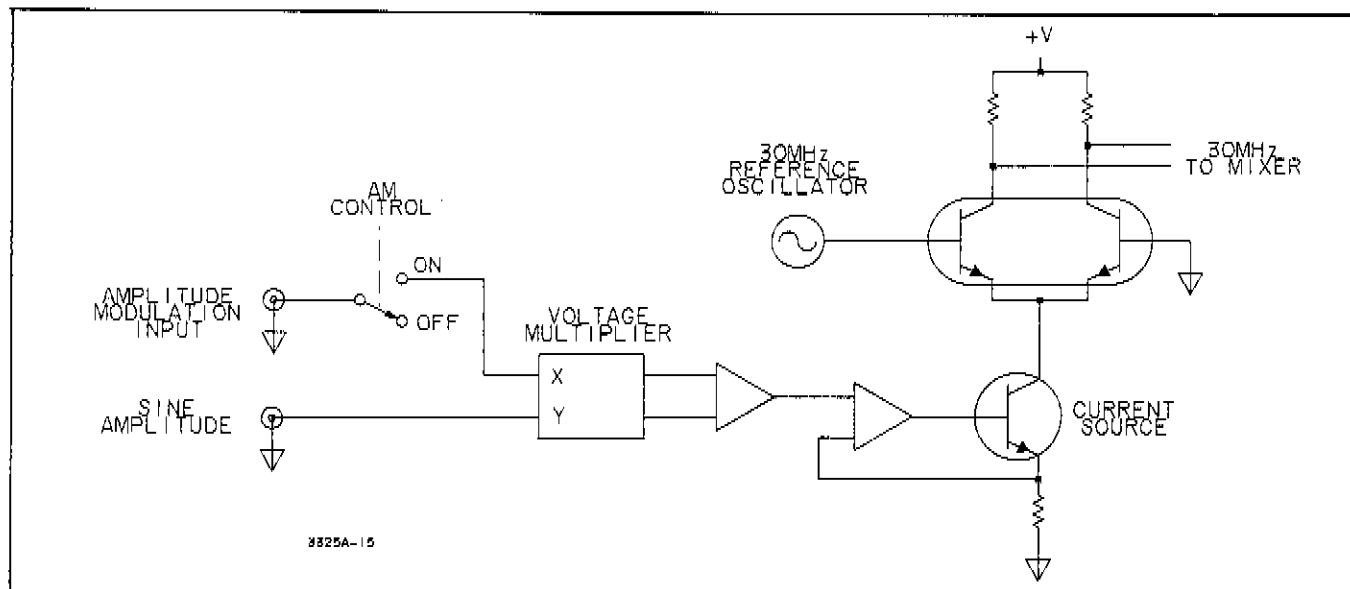 +V
30MHz
REFERENCE
OSCILLATOR
30MHz
TO MIXER
AM
CONTROL
ON
OFF
AMPLITUDE
MODULATION
INPUT
VOLTAGE
MULTIPLIER
X
Y
SINE
AMPLITUDE
CURRENT
SOURCE
3325A-15